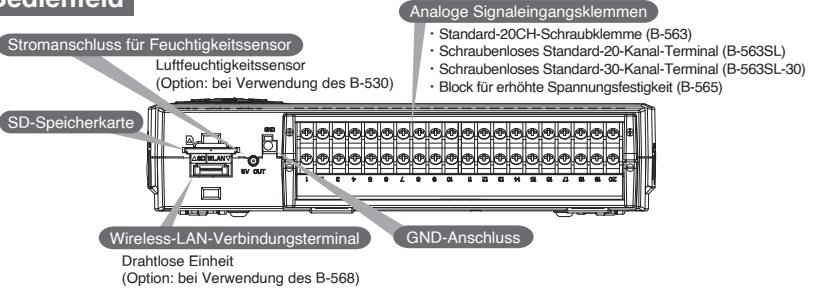 Bedienfeld
Analoge Signaleingangsklemmen
・Standard-20CH-Schraubklemme (B-563)
・Schraubenloses Standard-20-Kanal-Terminal (B-563SL)
・Schraubenloses Standard-30-Kanal-Terminal (B-563SL-30)
・Block für erhöhte Spannungsfestigkeit (B-565)
Stromanschluss für Feuchtigkeitssensor
Luftfeuchtigkeitssensor
(Option: bei Verwendung des B-530)
SD-Speicherkarte
GND
△SD WLAN▽
5V OUT
1 2 3 4 5 6 7 8 9 10 11 12 13 14 15 16 17 18 19 20
Wireless-LAN-Verbindungsterminal
GND-Anschluss
Drahtlose Einheit
(Option: bei Verwendung des B-568)